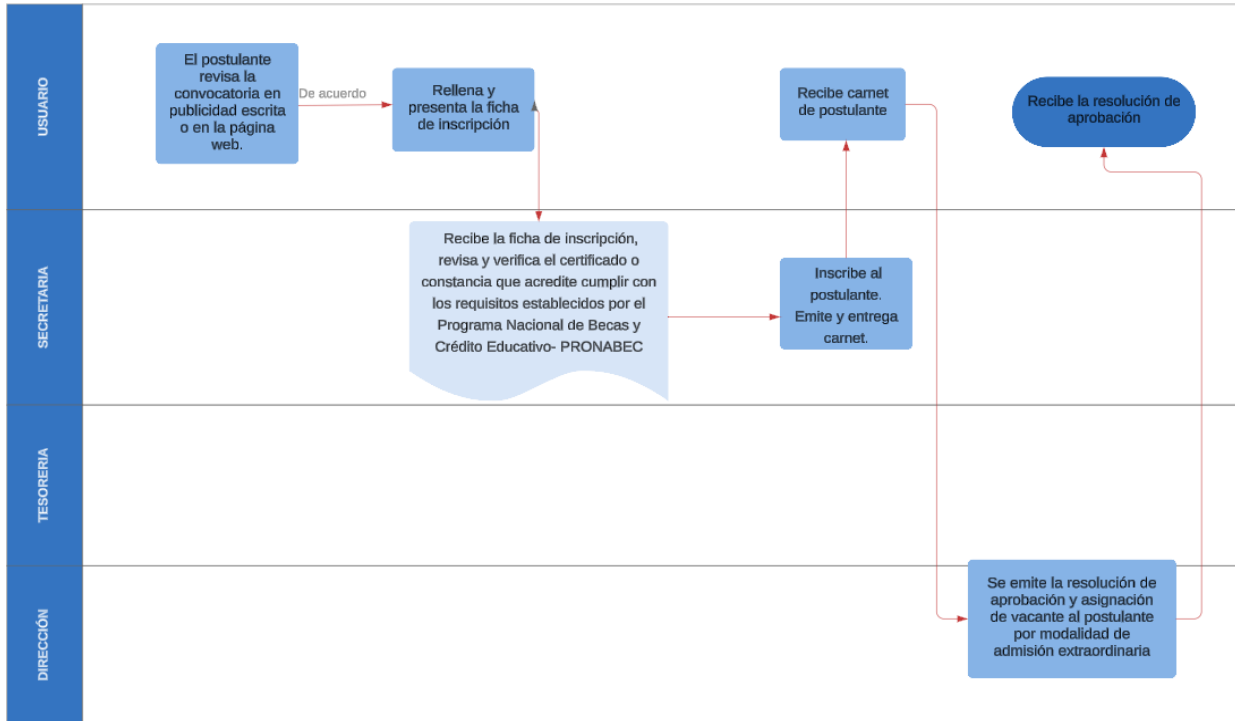 USUARIO
El postulante
revisa la
convocatoria en
publicidad escrita
o en la página
web.
De acuerdo
Rellena y
presenta la ficha
de inscripción
Recibe carnet
de postulante
Recibe la resolución de
aprobación
SECRETARIA
Recibe la ficha de inscripción,
revisa y verifica el certificado o
constancia que acredite cumplir con
los requisitos establecidos por el
Programa Nacional de Becas y
Crédito Educativo- PRONABEC
Inscribe al
postulante.
Emite y entrega
carnet.
TESORERIA
DIRECCIÓN
Se emite la resolución de
aprobación y asignación
de vacante al postulante
por modalidad de
admisión extraordinaria